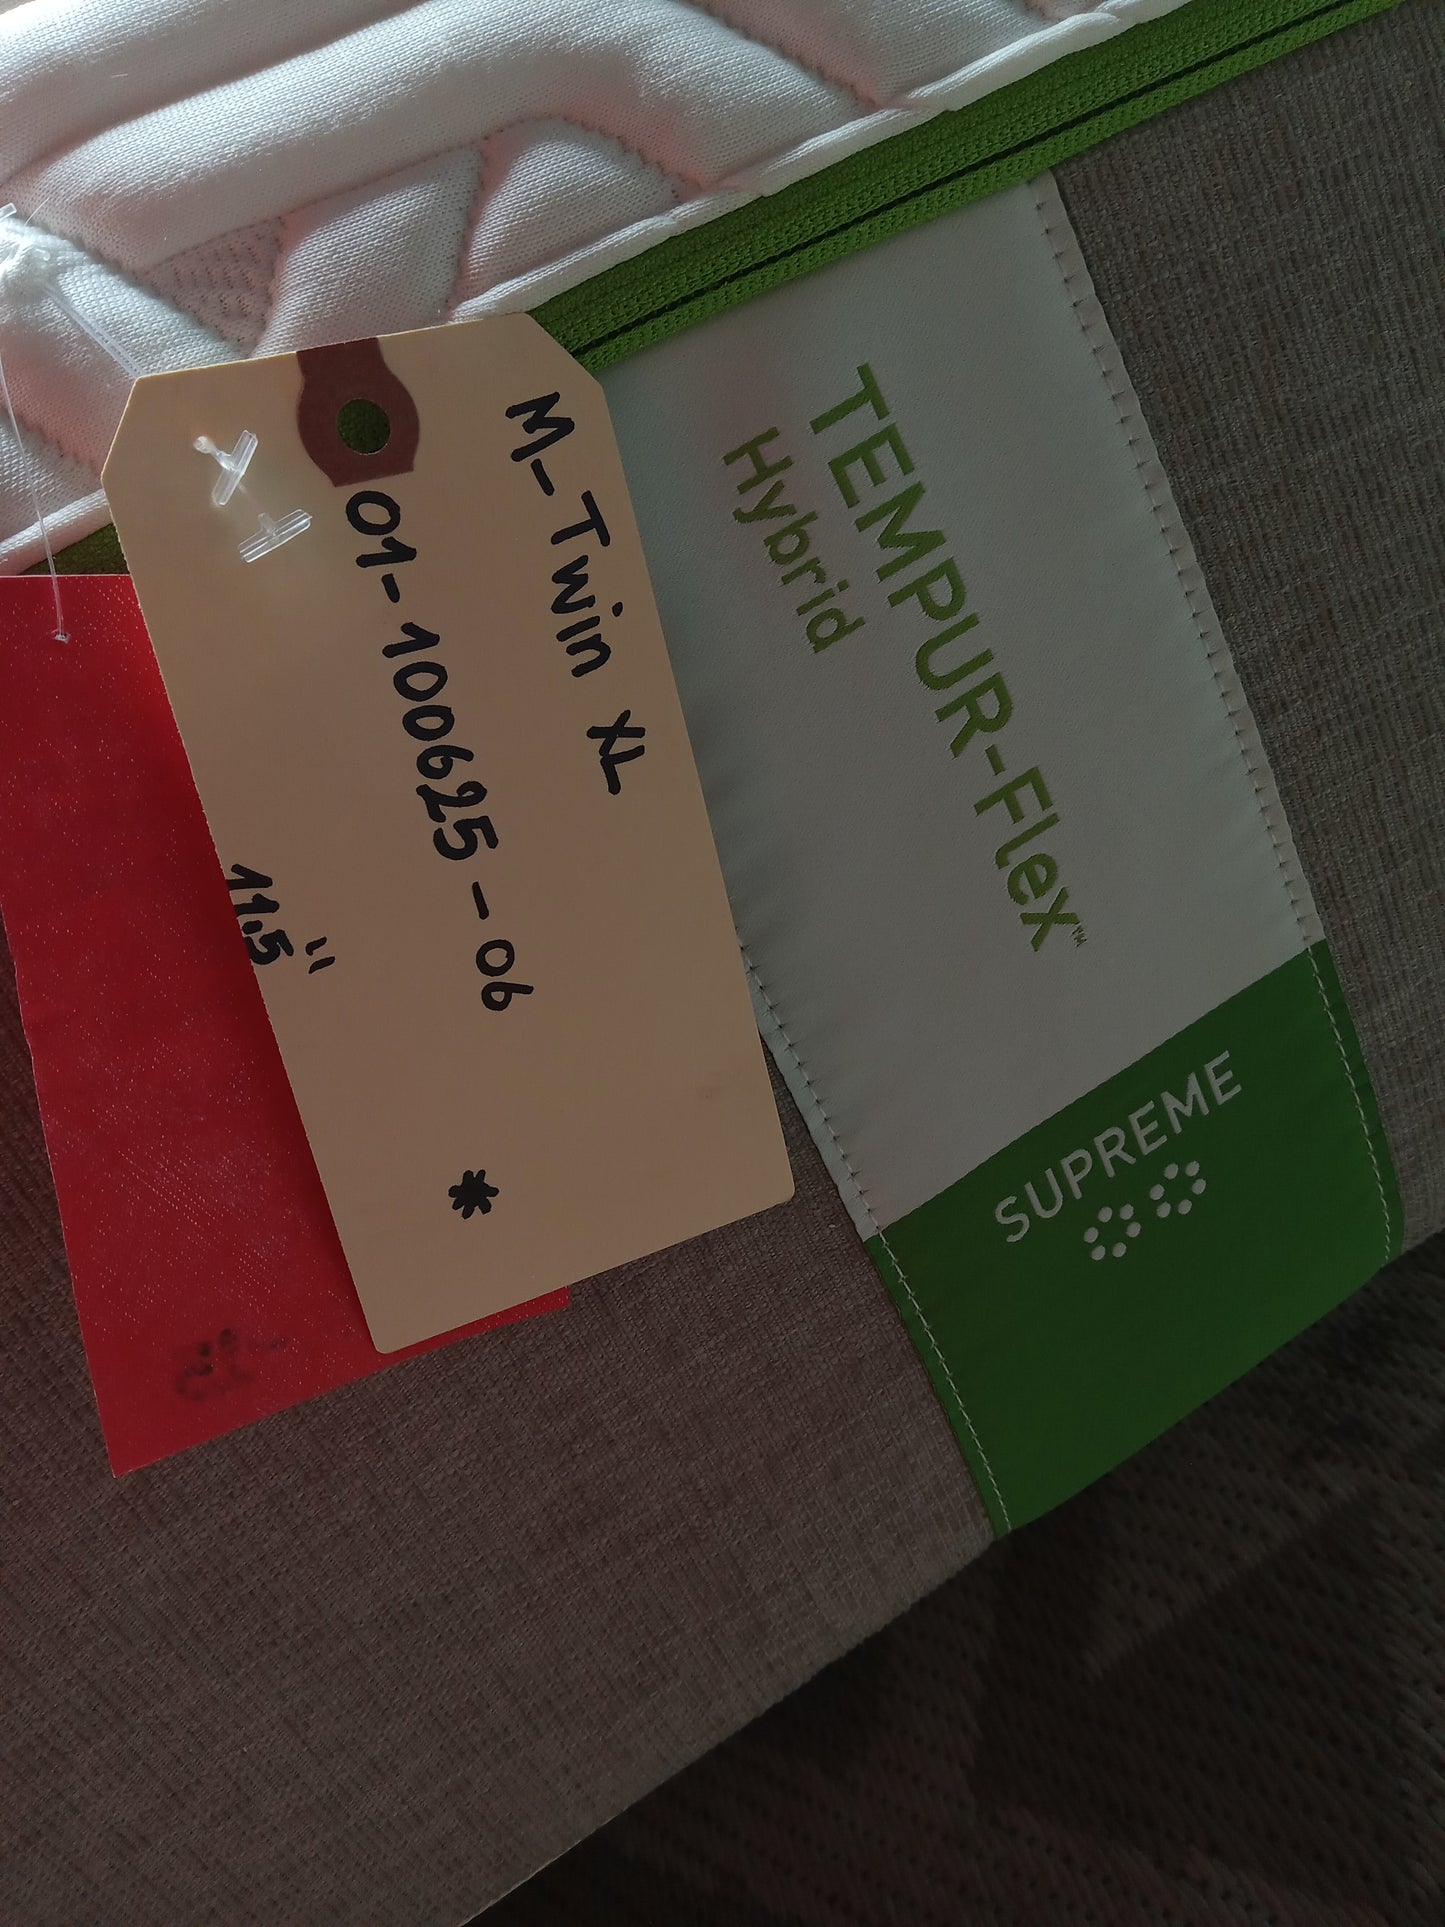 M-Twin XL
01-100625-06
11.5"
*
TEMPUR-Flex™
Hybrid
SUPREME